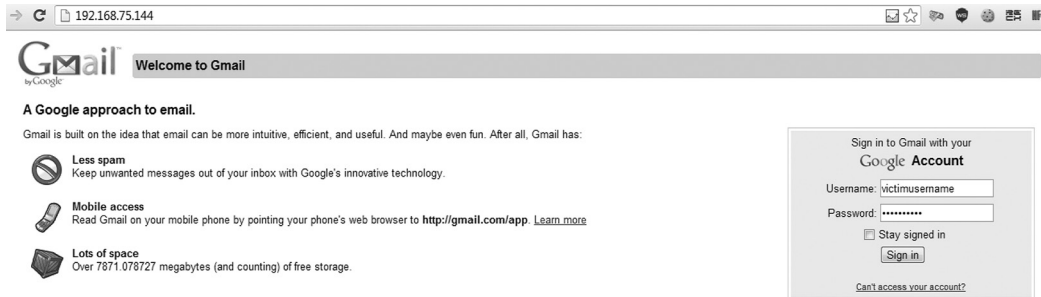 192.168.75.144
Gmail™
by Google
Welcome to Gmail
A Google approach to email.
Gmail is built on the idea that email can be more intuitive, efficient, and useful. And maybe even fun. After all, Gmail has:
Less spam
Keep unwanted messages out of your inbox with Google's innovative technology.
Mobile access
Read Gmail on your mobile phone by pointing your phone's web browser to http://gmail.com/app. Learn more
Lots of space
Over 7871.078727 megabytes (and counting) of free storage.
Sign in to Gmail with your
Google Account
Username: victimusername
Password: ••••••••••
Stay signed in
Sign in
Can't access your account?